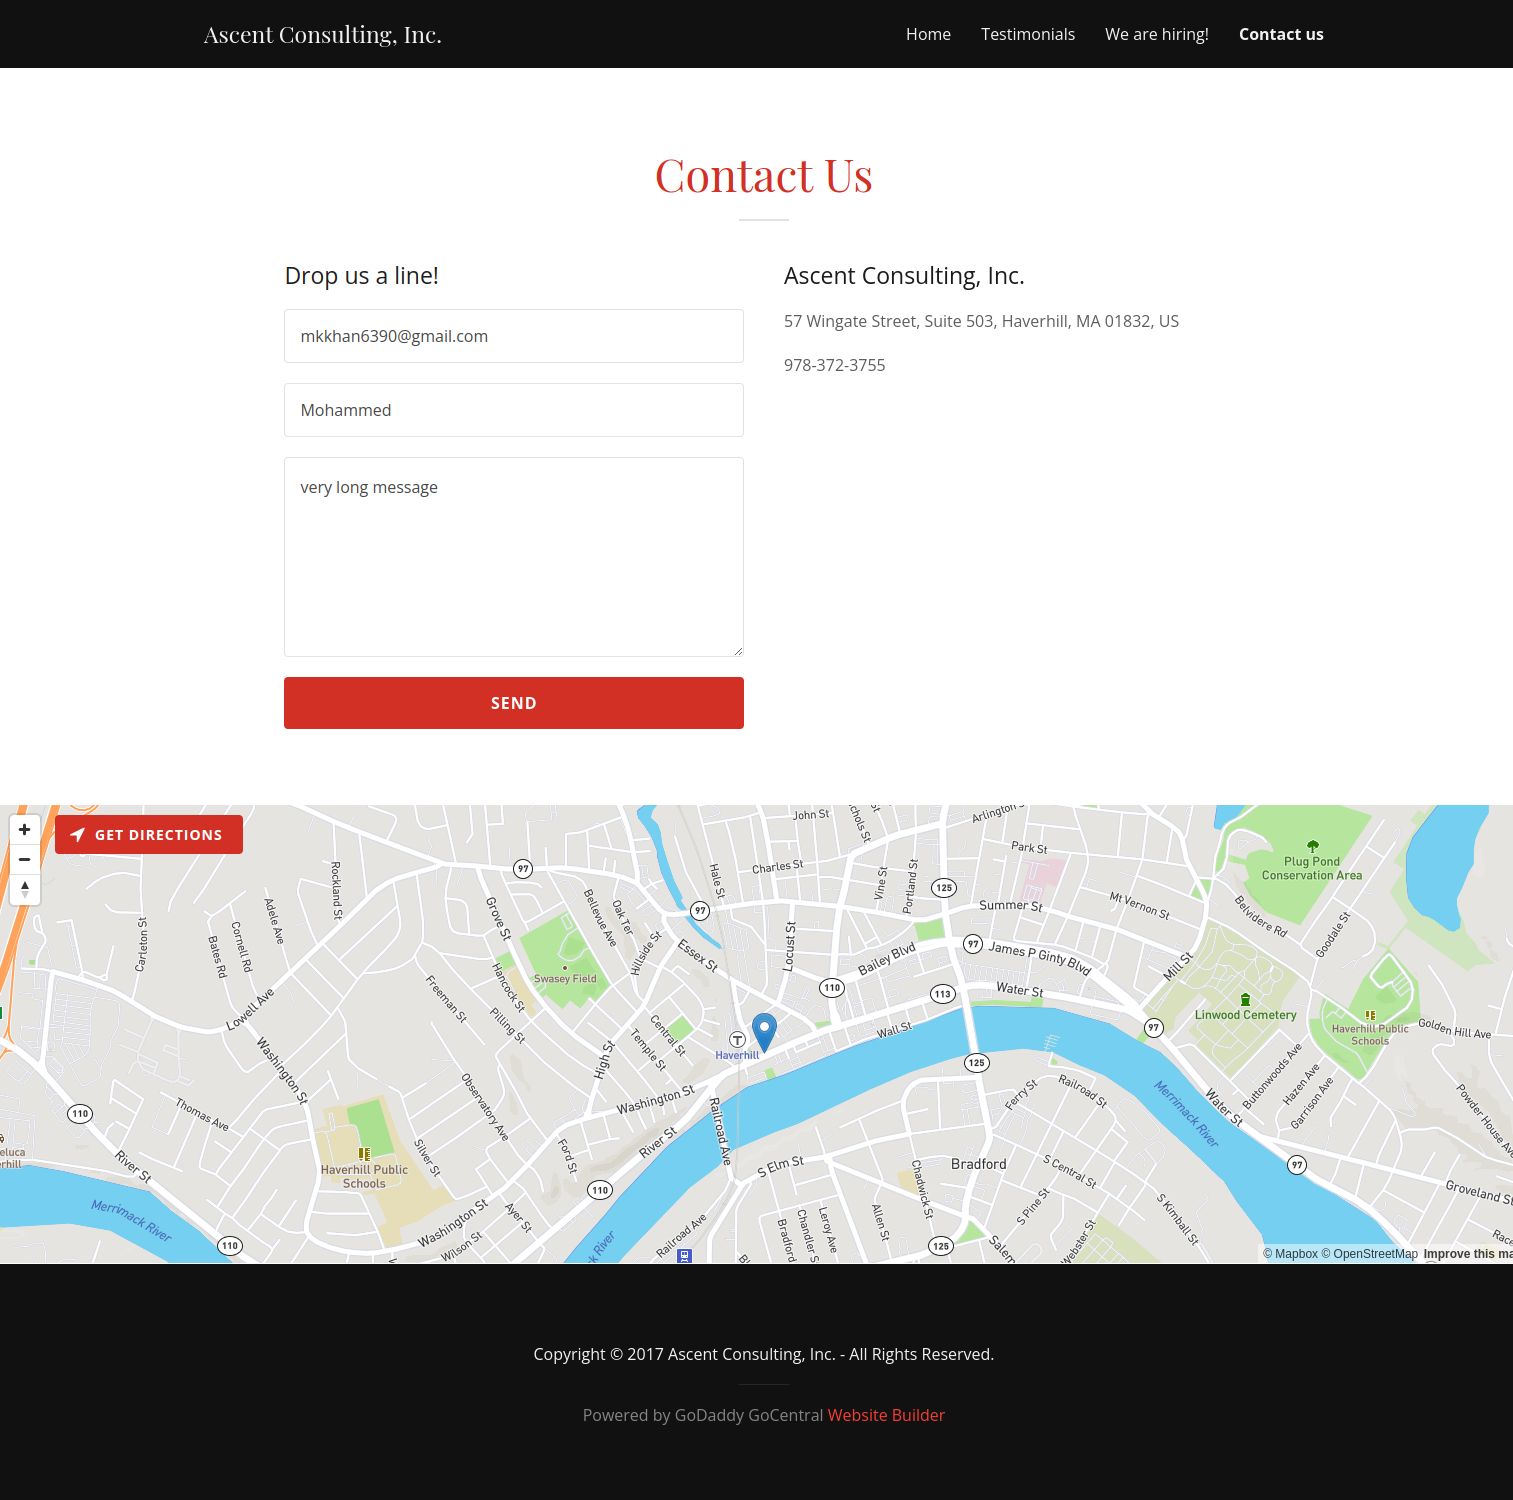 Ascent Consulting, Inc.
Home
Testimonials
We are hiring!
Contact us
Contact Us
Drop us a line!
mkkhan6390@gmail.com
Mohammed
very long message
SEND
Ascent Consulting, Inc.
57 Wingate Street, Suite 503, Haverhill, MA 01832, US
978-372-3755
GET DIRECTIONS
John St
Arlington S
Park St
Plug Pond
Conservation Area
Charles St
Hale St
Vine St
Portland St
Rockland St
97
125
Summer St
Mt Vernon St
Belvidere Rd
Goodale St
Adele Ave
Cornell Rd
Bates Rd
Carleton St
Grove St
Bellevue Ave
Oak Ter
Hillside St
97
Essex St
Locust St
Bailey Blvd
97
James P Ginty Blvd
Mill St
Swasey Field
Hancock St
Freeman St
Pilling St
110
113
Water St
Lowell Ave
Central St
Temple St
High St
Haverhill
Wall St
97
Linwood Cemetery
Haverhill Public
Schools
Golden Hill Ave
Washington St
Observatory Ave
Washington St
Railroad Ave
125
Ferry St
Railroad St
Merrimack River
Water St
Buttonwoods Ave
Hazen Ave
Garrison Ave
Powder House Ave
110
Thomas Ave
River St
Haverhill Public
Schools
Silver St
Ford St
River St
S Elm St
Bradford
S Central St
97
Groveland St
Merrimack River
110
Washington St
Wilson St
Ayer St
110
Railroad Ave
Bradford
Chandler S
Leroy Ave
Allen St
Chadwick St
125
Salem
S Pine St
Webster St
S Kimball St
© Mapbox © OpenStreetMap Improve this ma
Copyright © 2017 Ascent Consulting, Inc. - All Rights Reserved.
Powered by GoDaddy GoCentral Website Builder